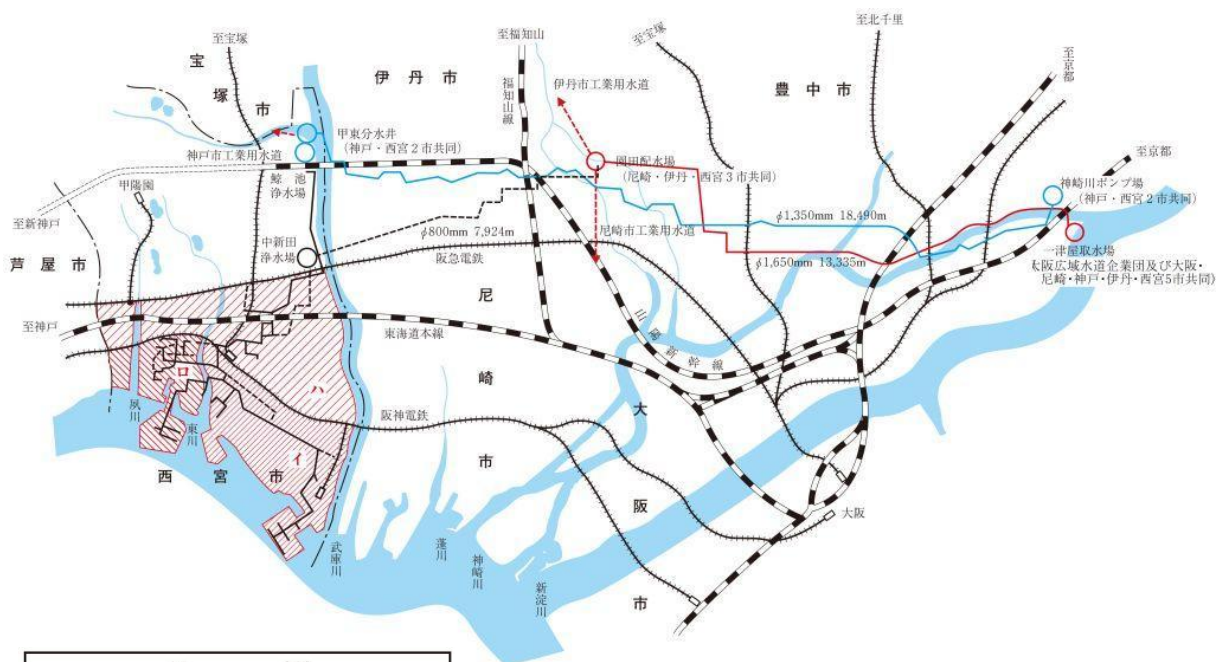 至宝塚
宝塚市
伊丹市
至福知山
福知山線
至宝塚
伊丹市工業用水道
豊中市
至北千里
至京都
至京都
甲東分水井
(神戸・西宮2市共同)
神戸市工業用水道
鯨池
浄水場
岡田配水場
(尼崎・伊丹・西宮3市共同)
神崎川ポンプ場
(神戸・西宮2市共同)
甲陽園
至新神戸
芦屋市
中新田
浄水場
φ800mm 7,924m
阪急電鉄
尼崎市工業用水道
φ1,350mm 18,490m
φ1,650mm 13,335m
一津屋取水場
大阪広域水道企業団及び大阪・
尼崎・神戸・伊丹・西宮5市共同)
至神戸
東海道本線
山陽新幹線
尼崎市
大阪市
阪神電鉄
ロ
ハ
イ
夙川
東川
西宮市
武庫川
蓬川
神崎川
新淀川
大阪